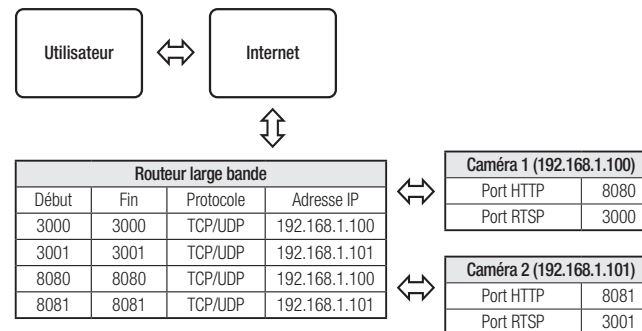 Utilisateur
Internet
Routeur large bande
Début Fin Protocole Adresse IP
3000 3000 TCP/UDP 192.168.1.100
3001 3001 TCP/UDP 192.168.1.101
8080 8080 TCP/UDP 192.168.1.100
8081 8081 TCP/UDP 192.168.1.101
Caméra 1 (192.168.1.100)
Port HTTP 8080
Port RTSP 3000
Caméra 2 (192.168.1.101)
Port HTTP 8081
Port RTSP 3001